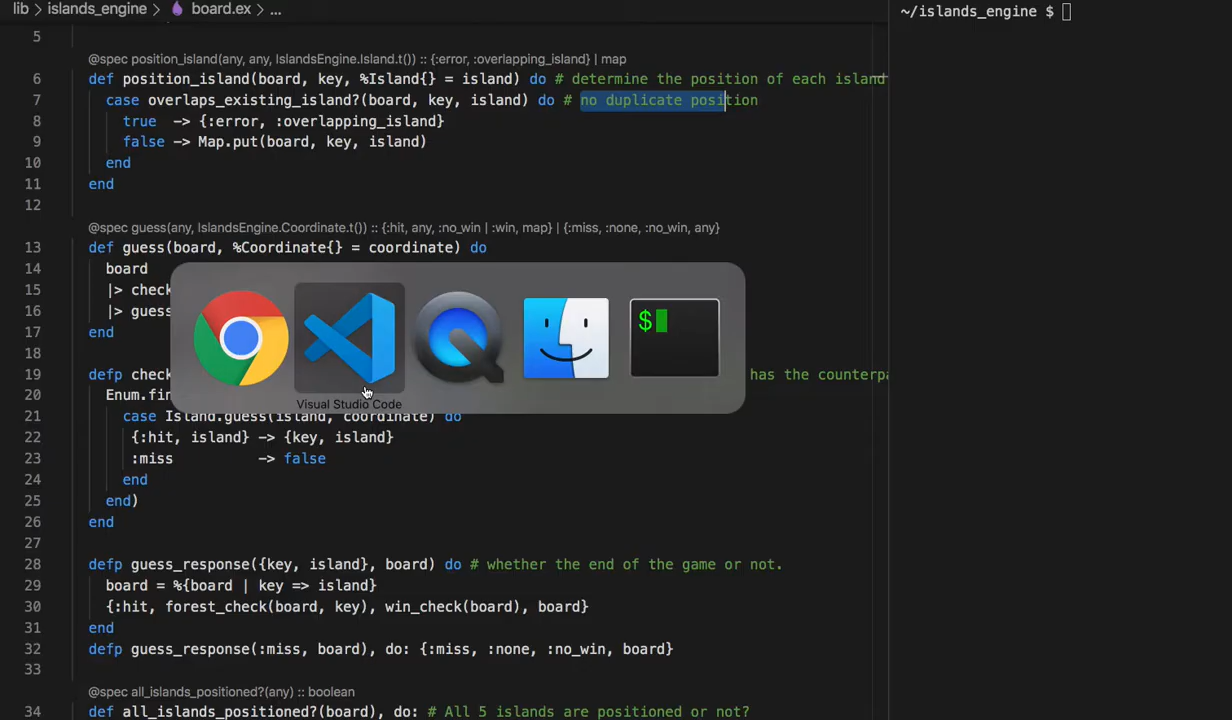 lib > islands_engine > board.ex > ...
~/islands_engine $
5
@spec position_island(any, any, IslandsEngine.Island.t()) :: {:error, :overlapping_island} | map
6 def position_island(board, key, %Island{} = island) do # determine the position of each island
7 case overlaps_existing_island?(board, key, island) do # no duplicate position
8 true -> {:error, :overlapping_island}
9 false -> Map.put(board, key, island)
10 end
11 end
12
@spec guess(any, IslandsEngine.Coordinate.t()) :: {:hit, any, :no_win | :win, map} | {:miss, :none, :no_win, any}
13 def guess(board, %Coordinate{} = coordinate) do
14 board
15 |> check
16 |> guess
17 end
18
19 defp check has the counterpa
20 Enum.fin
21 case Island.guess(island, coordinate) do
22 {:hit, island} -> {key, island}
23 :miss -> false
24 end
25 end)
26 end
27
28 defp guess_response({key, island}, board) do # whether the end of the game or not.
29 board = %{board | key => island}
30 {:hit, forest_check(board, key), win_check(board), board}
31 end
32 defp guess_response(:miss, board), do: {:miss, :none, :no_win, board}
33
@spec all_islands_positioned?(any) :: boolean
34 def all_islands_positioned?(board), do: # All 5 islands are positioned or not?
$
Visual Studio Code